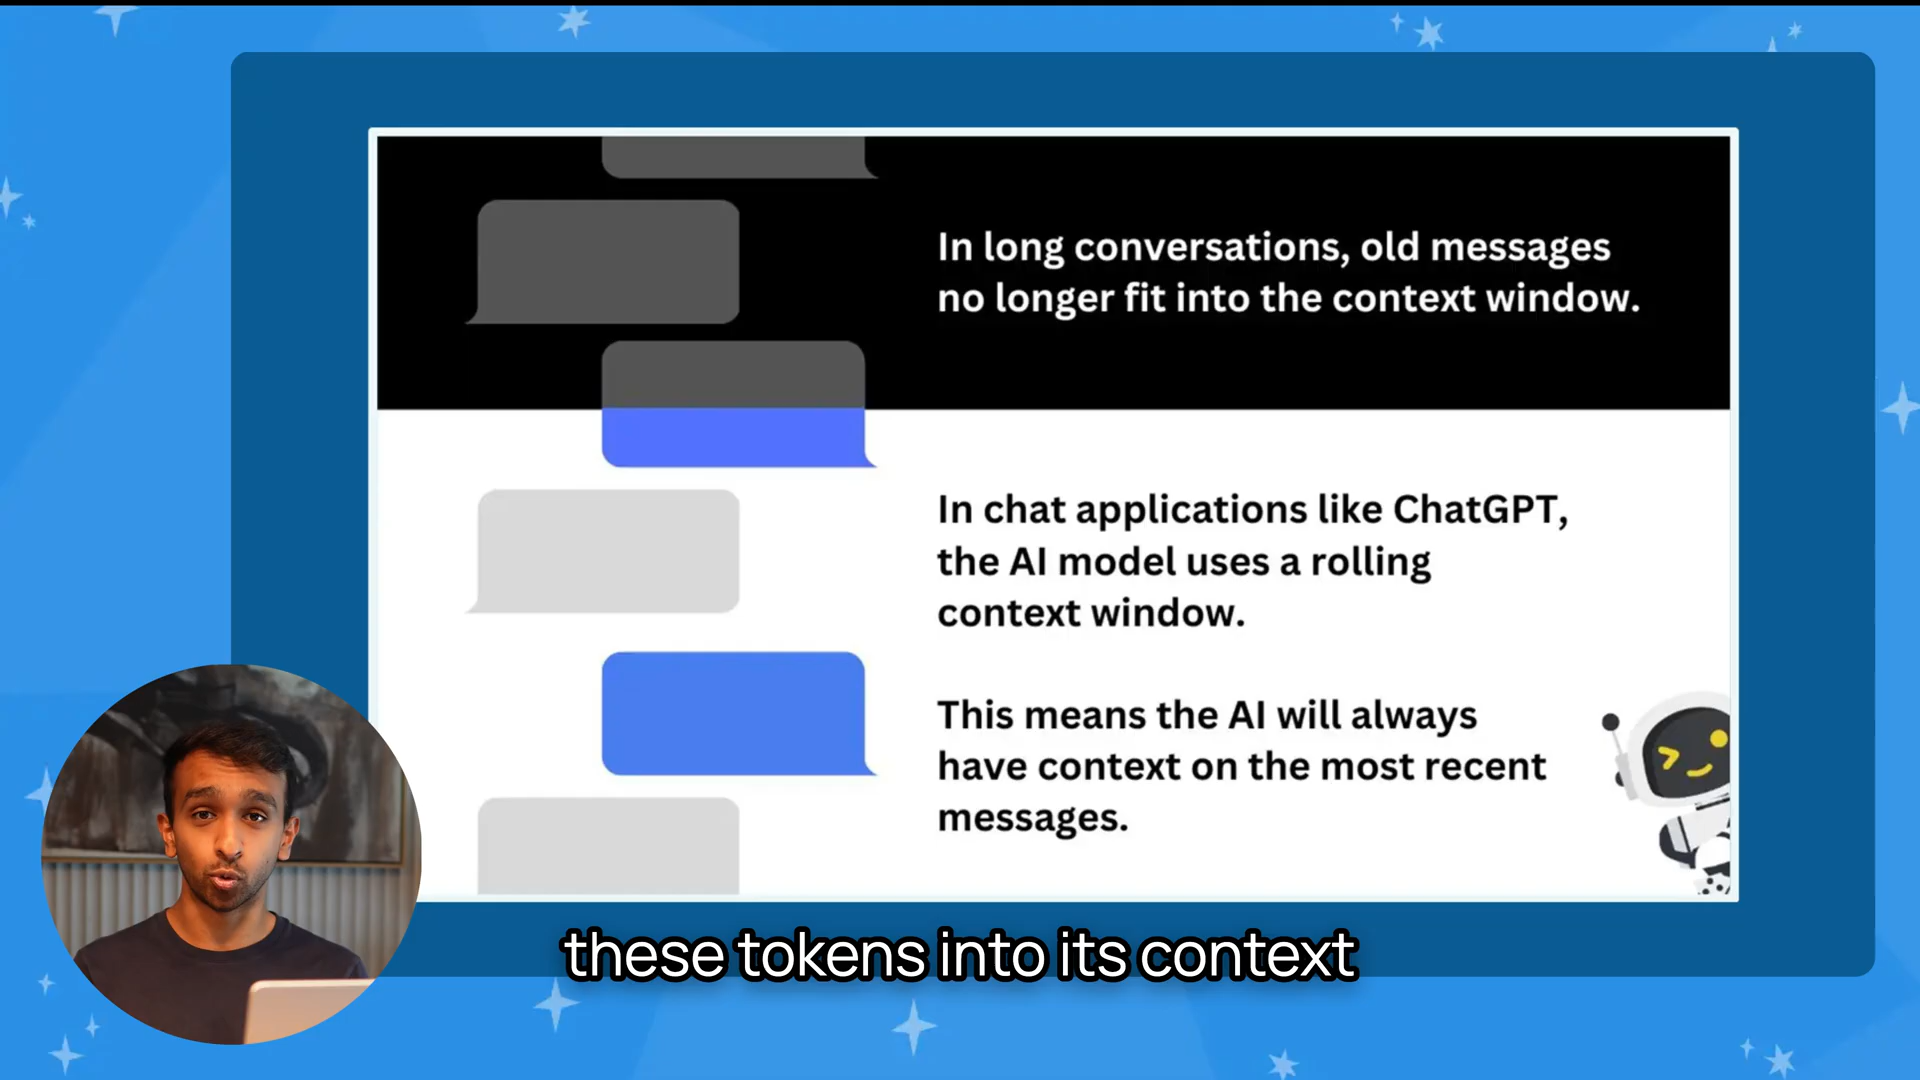 In long conversations, old messages
no longer fit into the context window.
In chat applications like ChatGPT,
the AI model uses a rolling
context window.
This means the AI will always
have context on the most recent
messages.
these tokens into its context